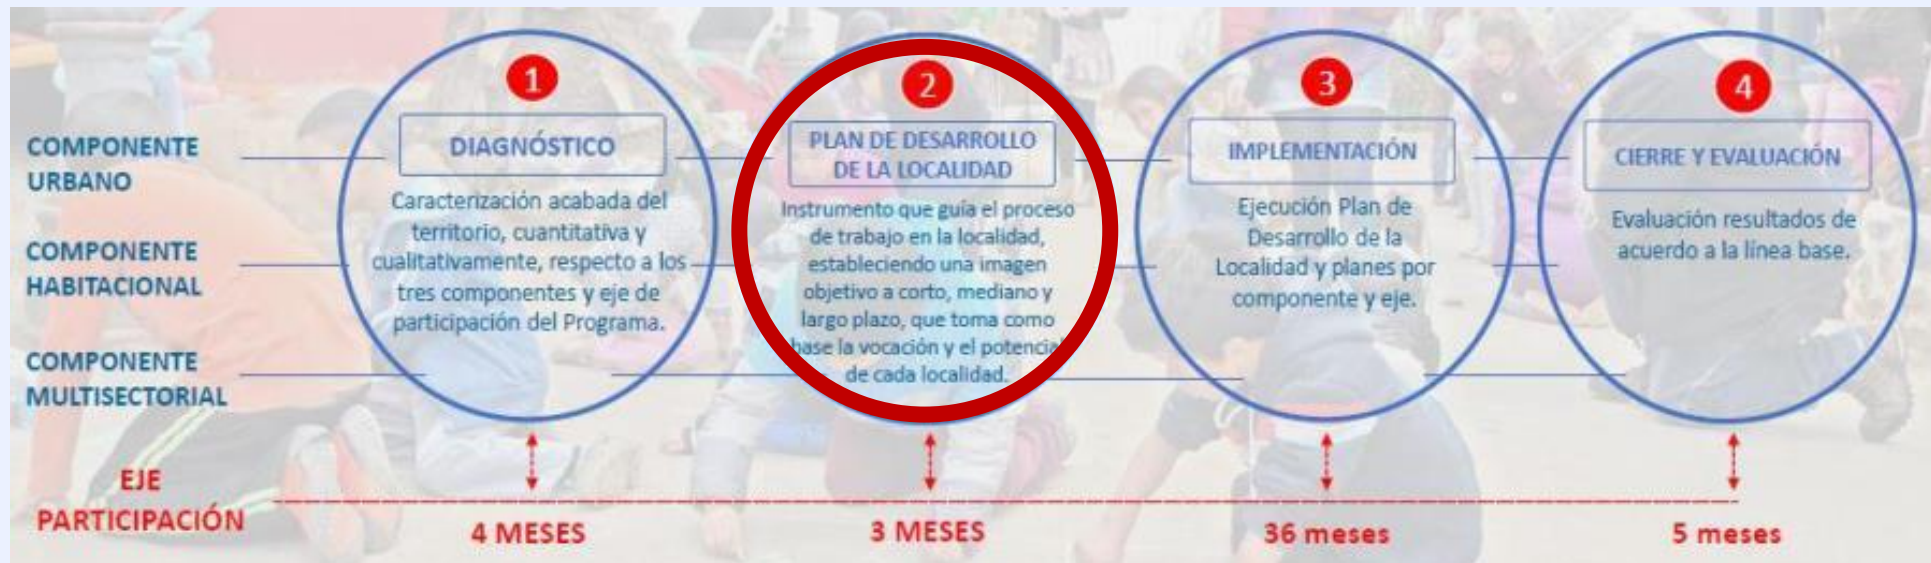 COMPONENTE
URBANO
COMPONENTE
HABITACIONAL
COMPONENTE
MULTISECTORIAL
EJE
PARTICIPACIÓN
1
DIAGNÓSTICO
Caracterización acabada del
territorio, cuantitativa y
cualitativamente, respecto a los
tres componentes y eje de
participación del Programa.
4 MESES
2
PLAN DE DESARROLLO
DE LA LOCALIDAD
Instrumento que guía el proceso
de trabajo en la localidad,
estableciendo una imagen
objetivo a corto, mediano y
largo plazo, que toma como
base la vocación y el potencial
de cada localidad.
3 MESES
3
IMPLEMENTACIÓN
Ejecución Plan de
Desarrollo de la
Localidad y planes por
componente y eje.
36 meses
4
CIERRE Y EVALUACIÓN
Evaluación resultados de
acuerdo a la línea base.
5 meses